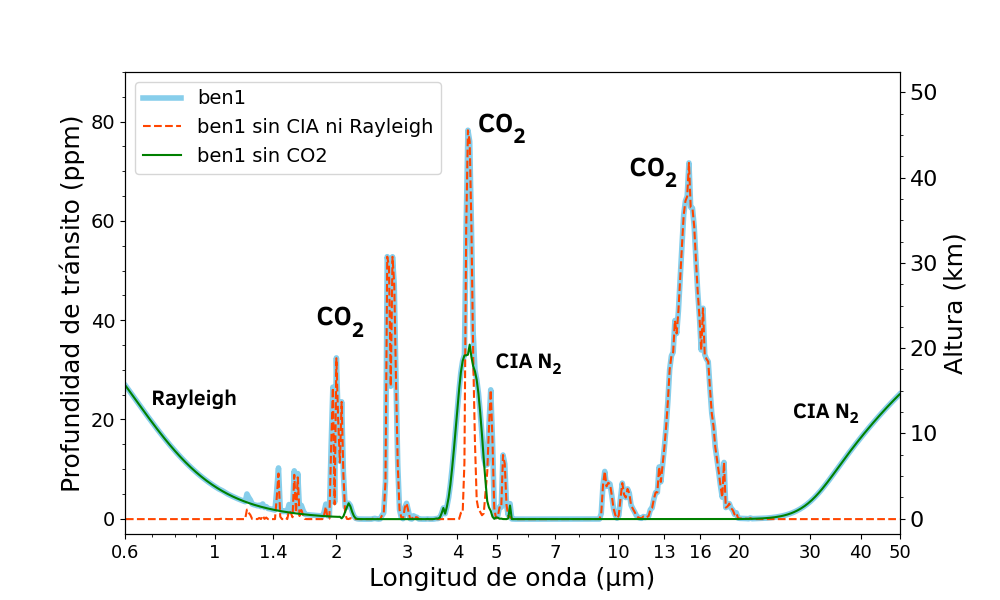 ben1
ben1 sin CIA ni Rayleigh
ben1 sin CO2
CO2
CO2
CO2
CIA N2
Rayleigh
CIA N2
Profundidad de tránsito (ppm)
80
60
40
20
0
50
40
30
20
10
0
Altura (km)
0.6 1 1.4 2 3 4 5 7 10 13 16 20 30 40 50
Longitud de onda (μm)